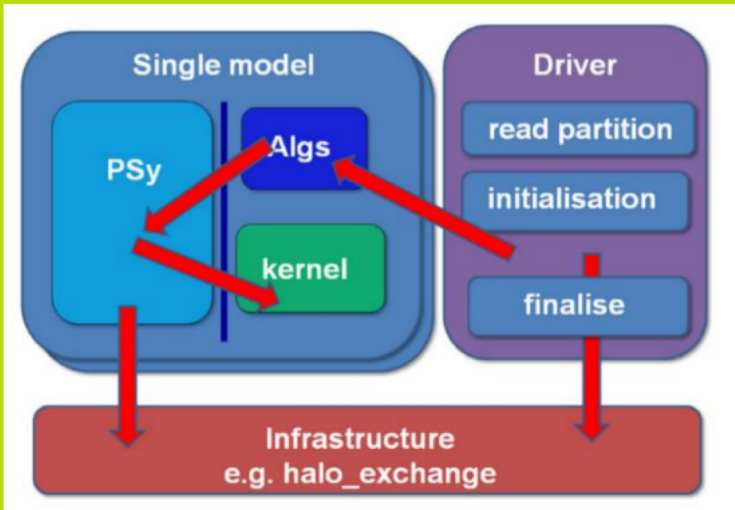 Single model
PSy
Algs
kernel
Driver
read partition
initialisation
finalise
Infrastructure
e.g. halo_exchange